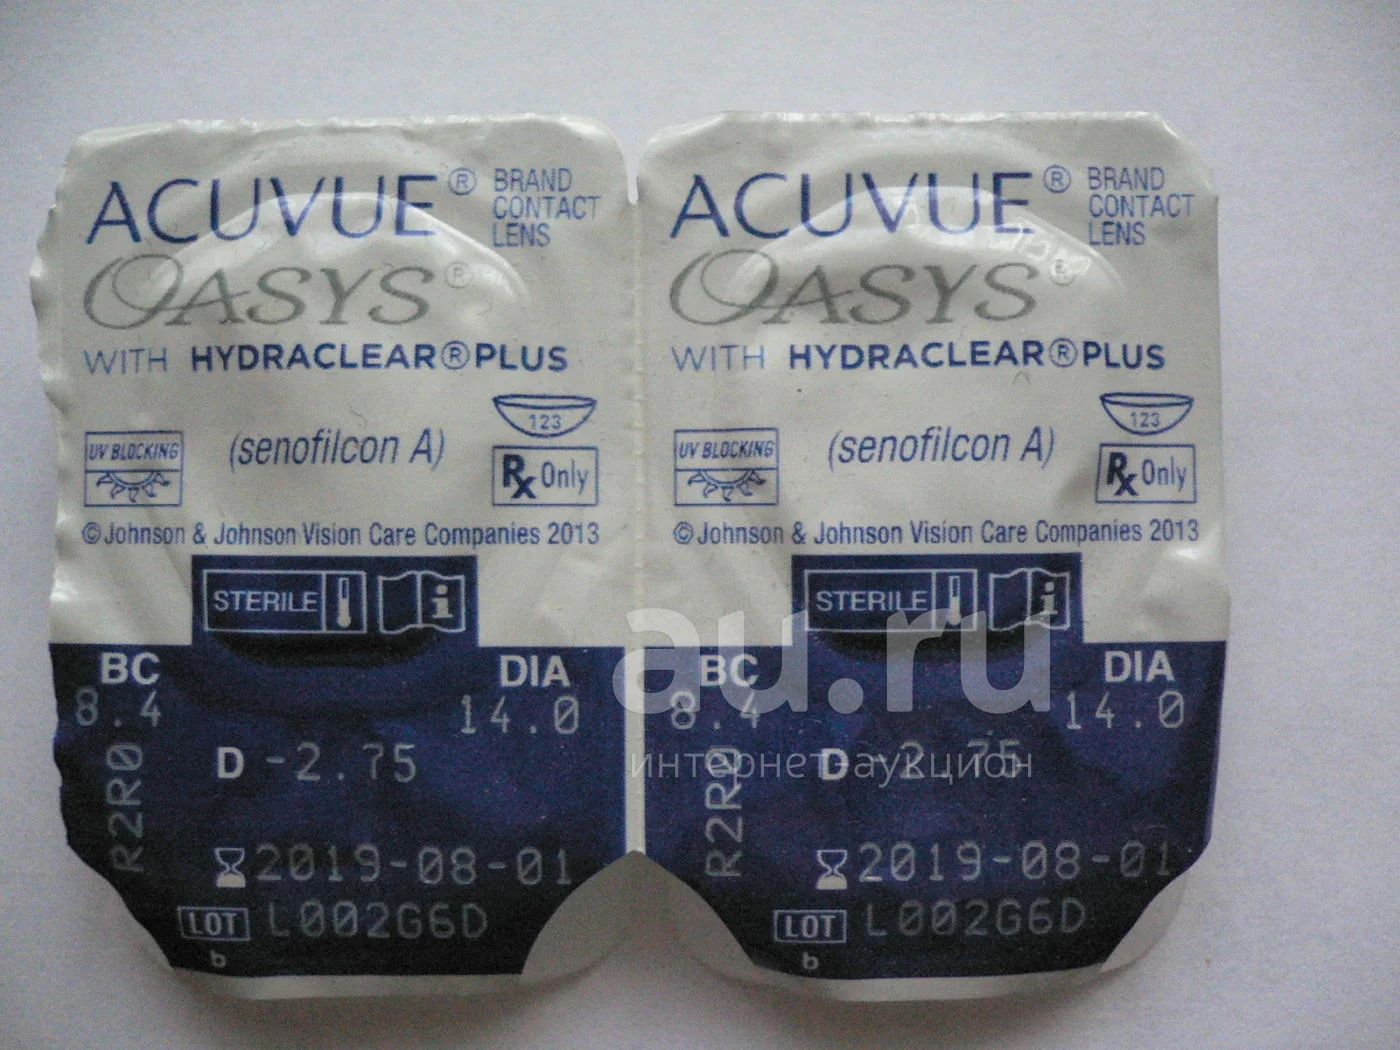 ACUVUE® BRAND CONTACT LENS
OASYS®
WITH HYDRACLEAR® PLUS
123
UV BLOCKING
(senofilcon A)
Rx Only
© Johnson & Johnson Vision Care Companies 2013
STERILE
i
BC
8.4
DIA
14.0
R2R0
D -2.75
2019-08-01
LOT L002G6D
b
ACUVUE® BRAND CONTACT LENS
OASYS®
WITH HYDRACLEAR® PLUS
123
UV BLOCKING
(senofilcon A)
Rx Only
© Johnson & Johnson Vision Care Companies 2013
STERILE
i
BC
8.4
DIA
14.0
R2R0
D -2.75
2019-08-01
LOT L002G6D
b
au.ru
интернет-аукцион